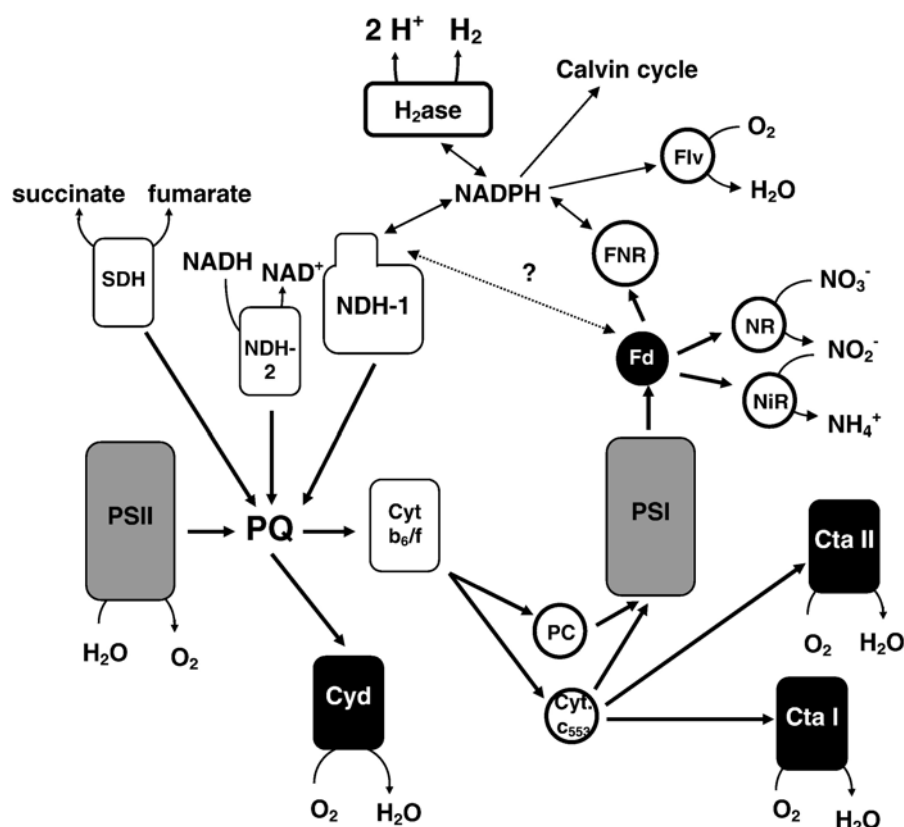 2 H⁺ H₂
Calvin cycle
H₂ase
O₂
Flv
NADPH
H₂O
succinate fumarate
FNR
NADH NAD⁺
SDH
?
NO₃⁻
NDH-1
NR
NDH-
2
Fd
NO₂⁻
NiR
NH₄⁺
PSII
PQ
Cyt
b₆/f
PSI
Cta II
PC
H₂O O₂
O₂ H₂O
Cyd
Cyt.
c₅₅₃
Cta I
O₂ H₂O
O₂ H₂O